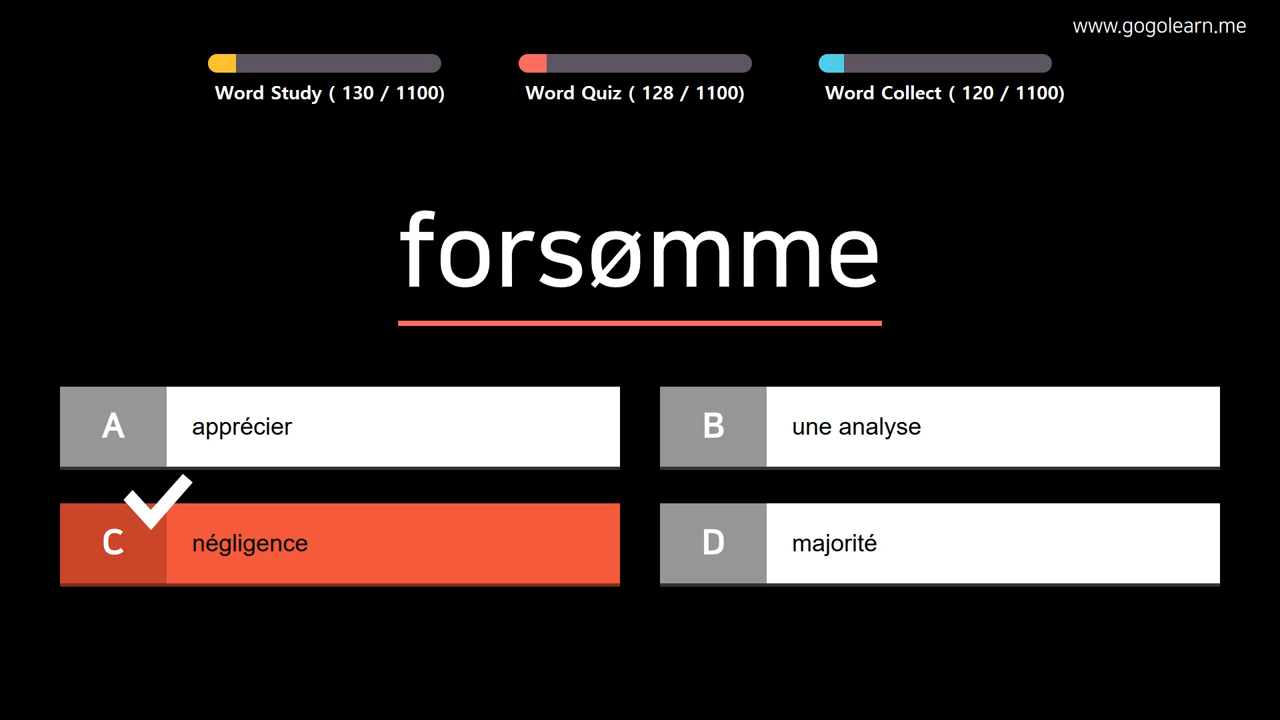 www.gogolearn.me
Word Study ( 130 / 1100)
Word Quiz ( 128 / 1100)
Word Collect ( 120 / 1100)
forsømme
A
apprécier
B
une analyse
C
négligence
D
majorité